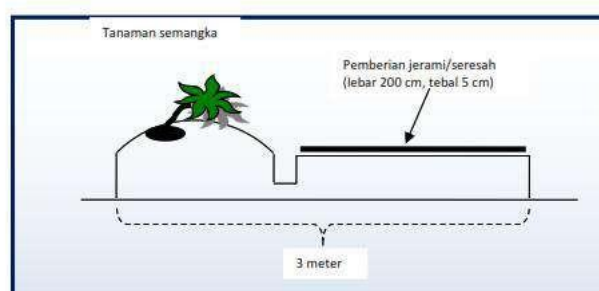 Tanaman semangka
Pemberian jerami/seresah
(lebar 200 cm, tebal 5 cm)
3 meter